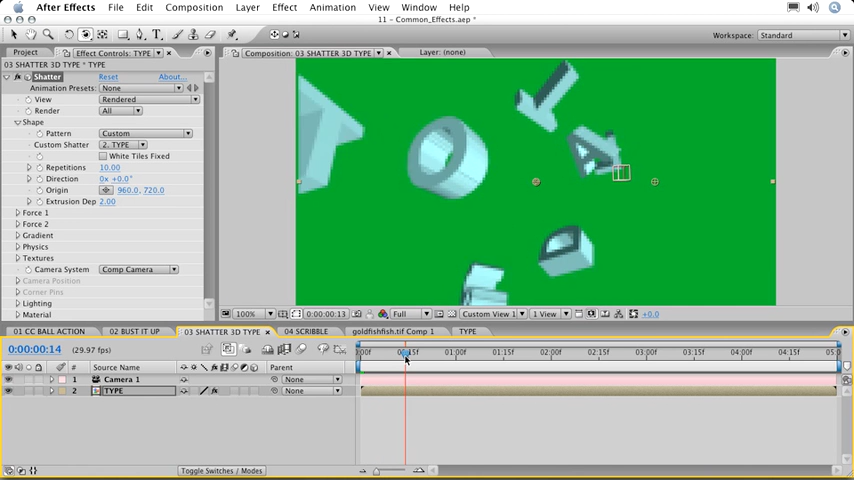 After Effects File Edit Composition Layer Effect Animation View Window Help
11 - Common_Effects.aep *
Workspace: Standard
Project Effect Controls: TYPE Composition: 03 SHATTER 3D TYPE Layer: (none)
03 SHATTER 3D TYPE * TYPE
Shatter Reset About...
Animation Presets: None
View Rendered
Render All
Shape
Pattern Custom
Custom Shatter 2. TYPE
White Tiles Fixed
Repetitions 10.00
Direction 0x +0.0°
Origin 960.0, 720.0
Extrusion Dep 2.00
Force 1
Force 2
Gradient
Physics
Textures
Camera System Comp Camera
Camera Position
Corner Pins
Lighting
Material
100% 0:00:00:13 Full Custom View 1 1 View +0.0
01 CC BALL ACTION 02 BUST IT UP 03 SHATTER 3D TYPE 04 SCRIBBLE goldfishfish.tif Comp 1 TYPE
0:00:00:14 (29.97 fps)
01:00f 01:15f 02:00f 02:15f 03:00f 03:15f 04:00f 04:15f
# Source Name Parent
1 Camera 1 None
2 TYPE None
Toggle Switches / Modes